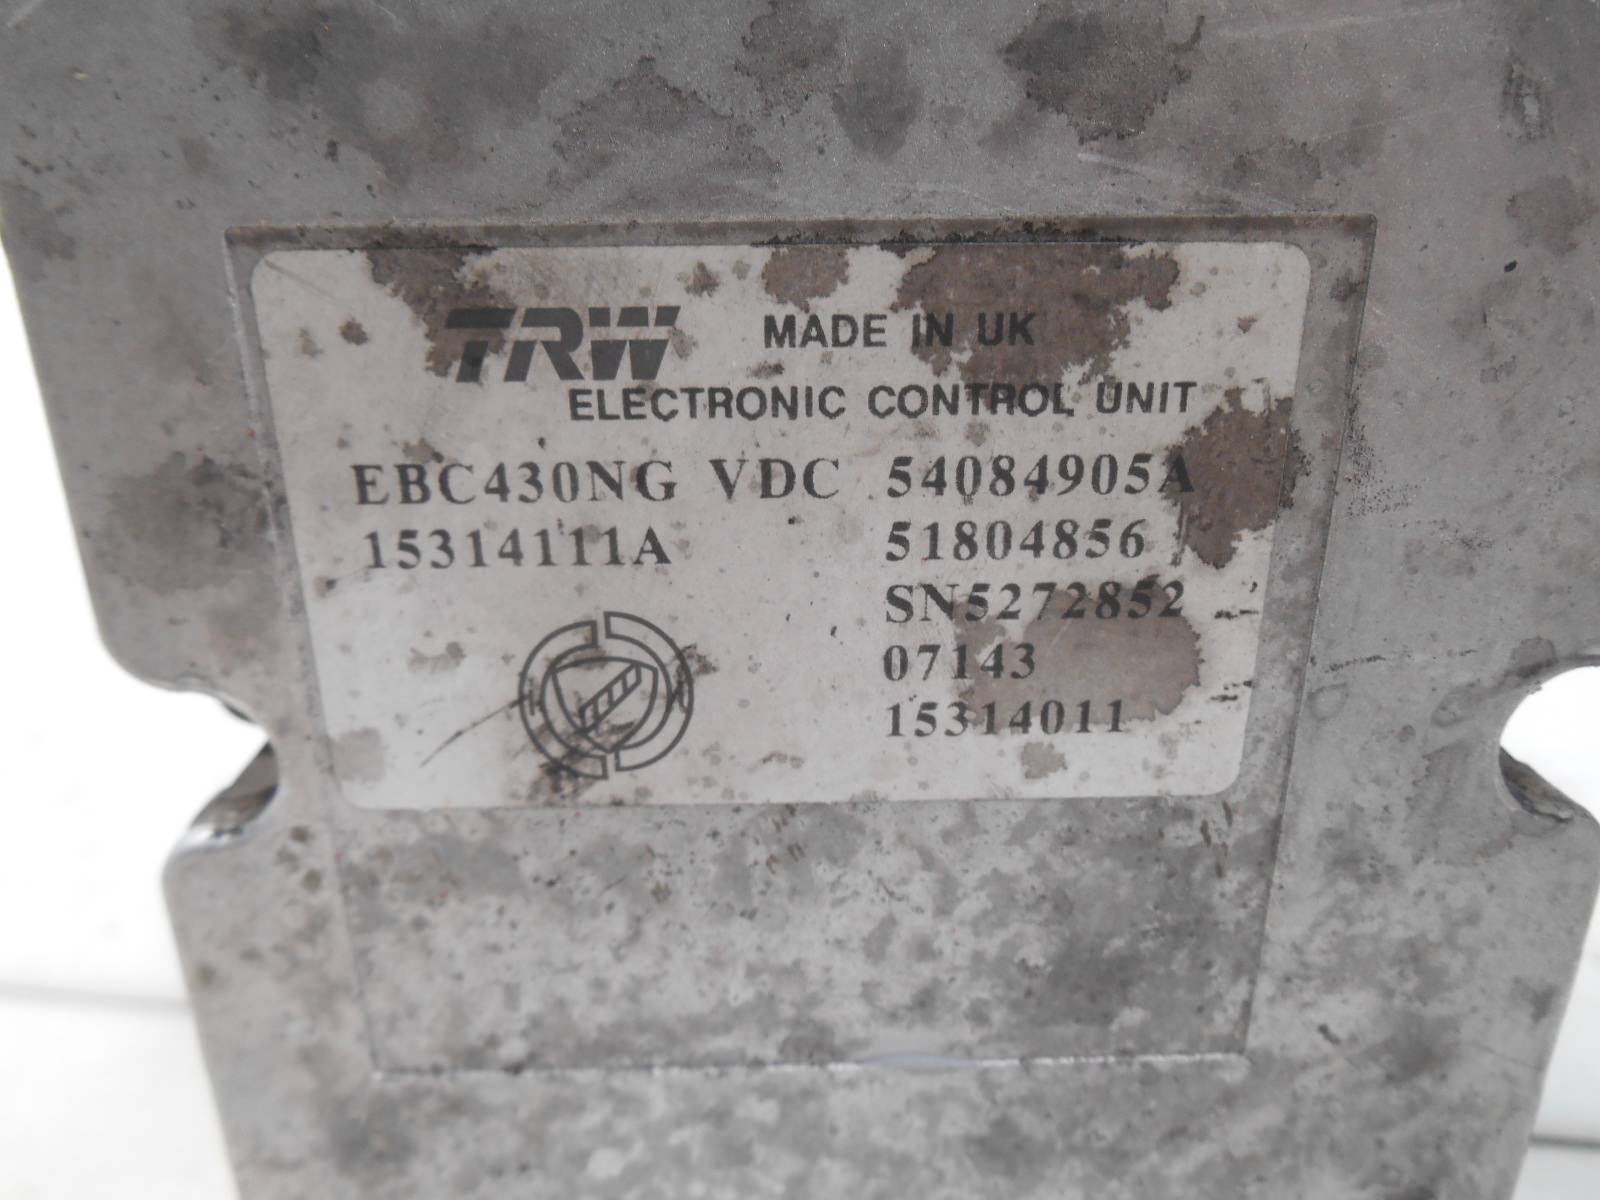 TRW MADE IN UK
ELECTRONIC CONTROL UNIT
EBC430NG VDC 54084905A
15314111A 51804856
SN5272852
07143
15314011